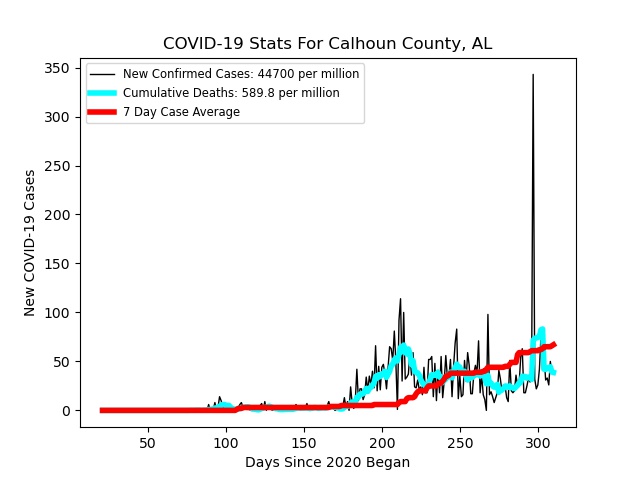 COVID-19 Stats For Calhoun County, AL
New Confirmed Cases: 44700 per million
Cumulative Deaths: 589.8 per million
7 Day Case Average
New COVID-19 Cases
350
300
250
200
150
100
50
0
50 100 150 200 250 300
Days Since 2020 Began